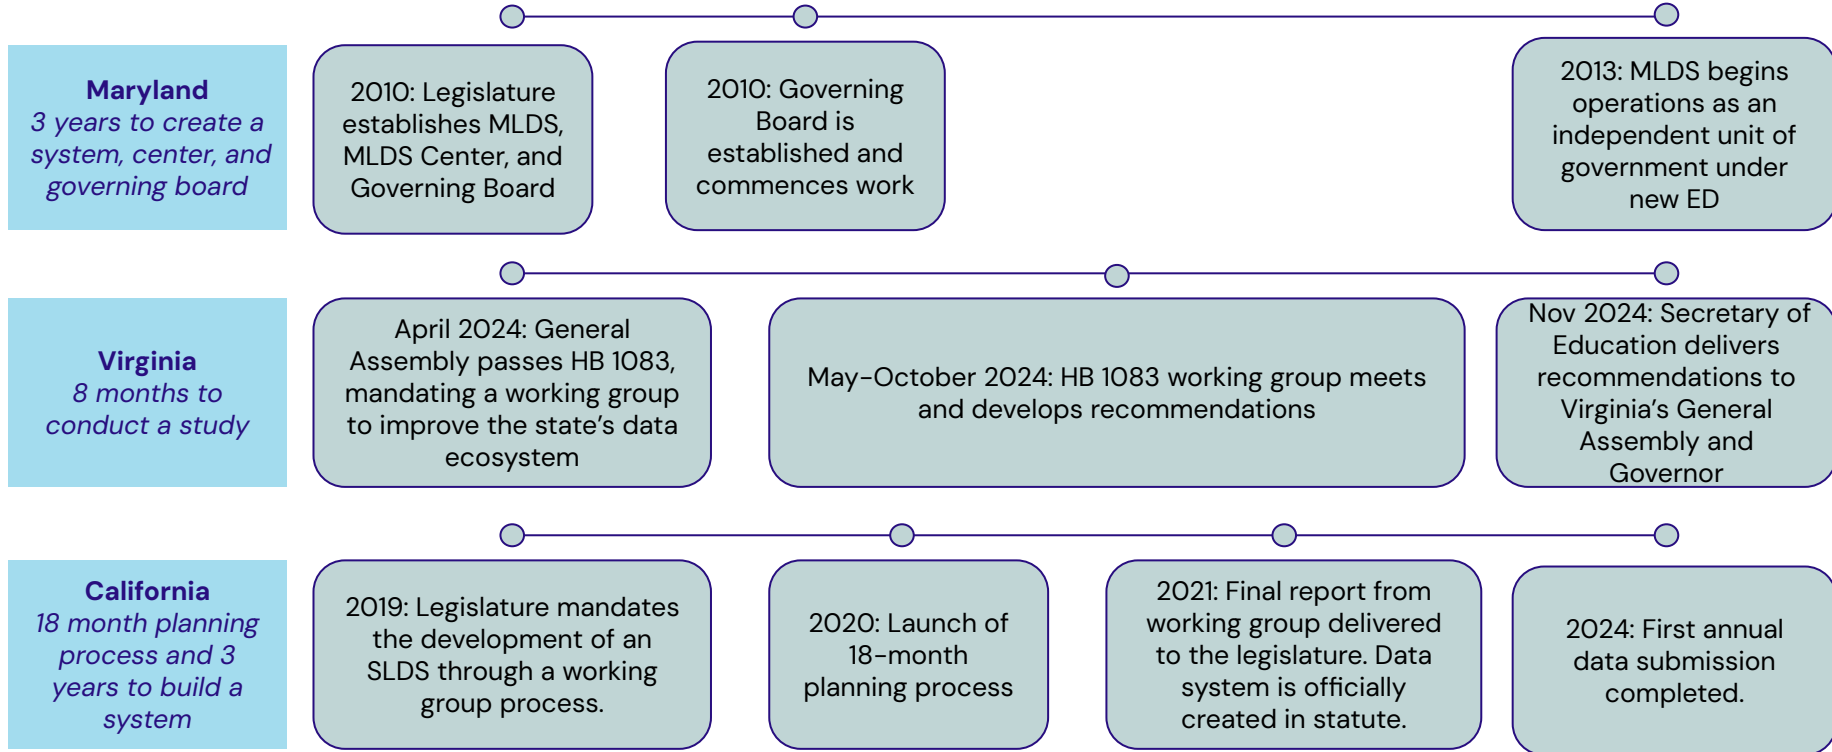 Maryland
3 years to create a
system, center, and
governing board
2010: Legislature
establishes MLDS,
MLDS Center, and
Governing Board
2010: Governing
Board is
established and
commences work
2013: MLDS begins
operations as an
independent unit of
government under
new ED
Virginia
8 months to
conduct a study
April 2024: General
Assembly passes HB 1083,
mandating a working group
to improve the state’s data
ecosystem
May-October 2024: HB 1083 working group meets
and develops recommendations
Nov 2024: Secretary of
Education delivers
recommendations to
Virginia’s General
Assembly and
Governor
California
18 month planning
process and 3
years to build a
system
2019: Legislature mandates
the development of an
SLDS through a working
group process.
2020: Launch of
18-month
planning process
2021: Final report from
working group delivered
to the legislature. Data
system is officially
created in statute.
2024: First annual
data submission
completed.